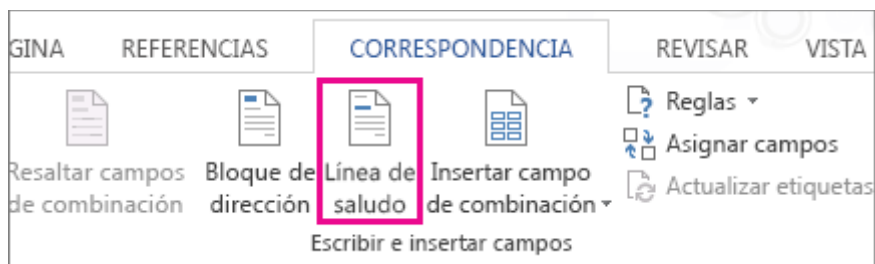 GINA REFERENCIAS CORRESPONDENCIA REVISAR VISTA
Resaltar campos de combinación
Bloque de dirección
Línea de saludo
Insertar campo de combinación
Reglas
Asignar campos
Actualizar etiquetas
Escribir e insertar campos